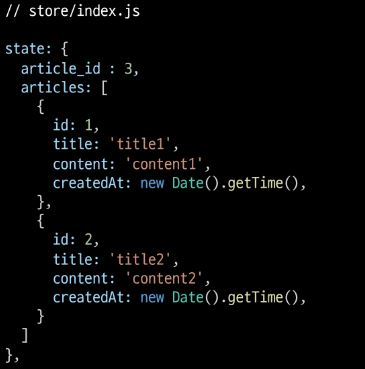 // store/index.js
state: {
article_id : 3,
articles: [
{
id: 1,
title: 'title1',
content: 'content1',
createdAt: new Date().getTime(),
},
{
id: 2,
title: 'title2',
content: 'content2',
createdAt: new Date().getTime(),
}
]
},